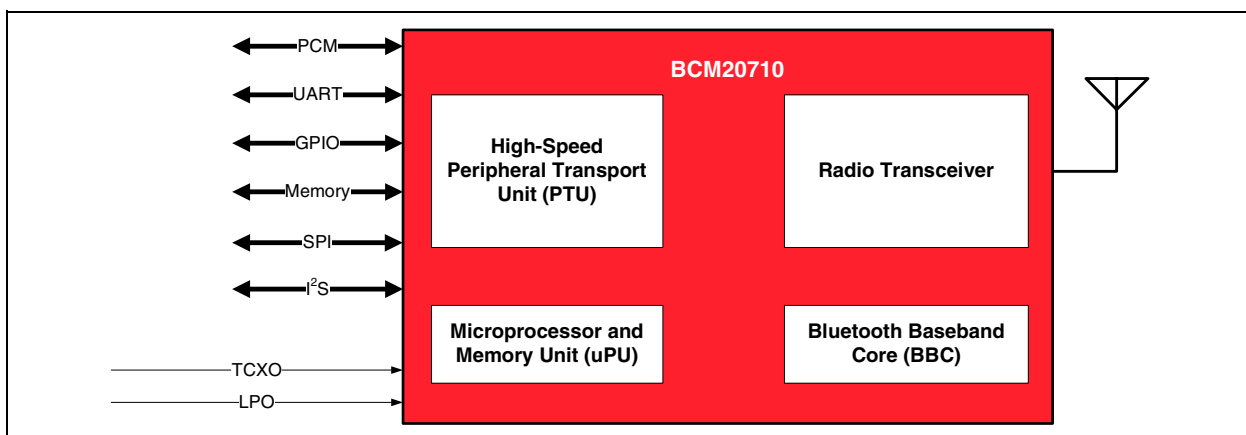 PCM
UART
GPIO
Memory
SPI
I²S
TCXO
LPO
BCM20710
High-Speed
Peripheral Transport
Unit (PTU)
Radio Transceiver
Microprocessor and
Memory Unit (uPU)
Bluetooth Baseband
Core (BBC)